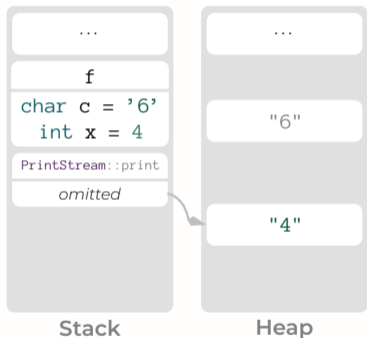 ...
f
char c = '6'
int x = 4
PrintStream::print
omitted
Stack
...
"6"
"4"
Heap